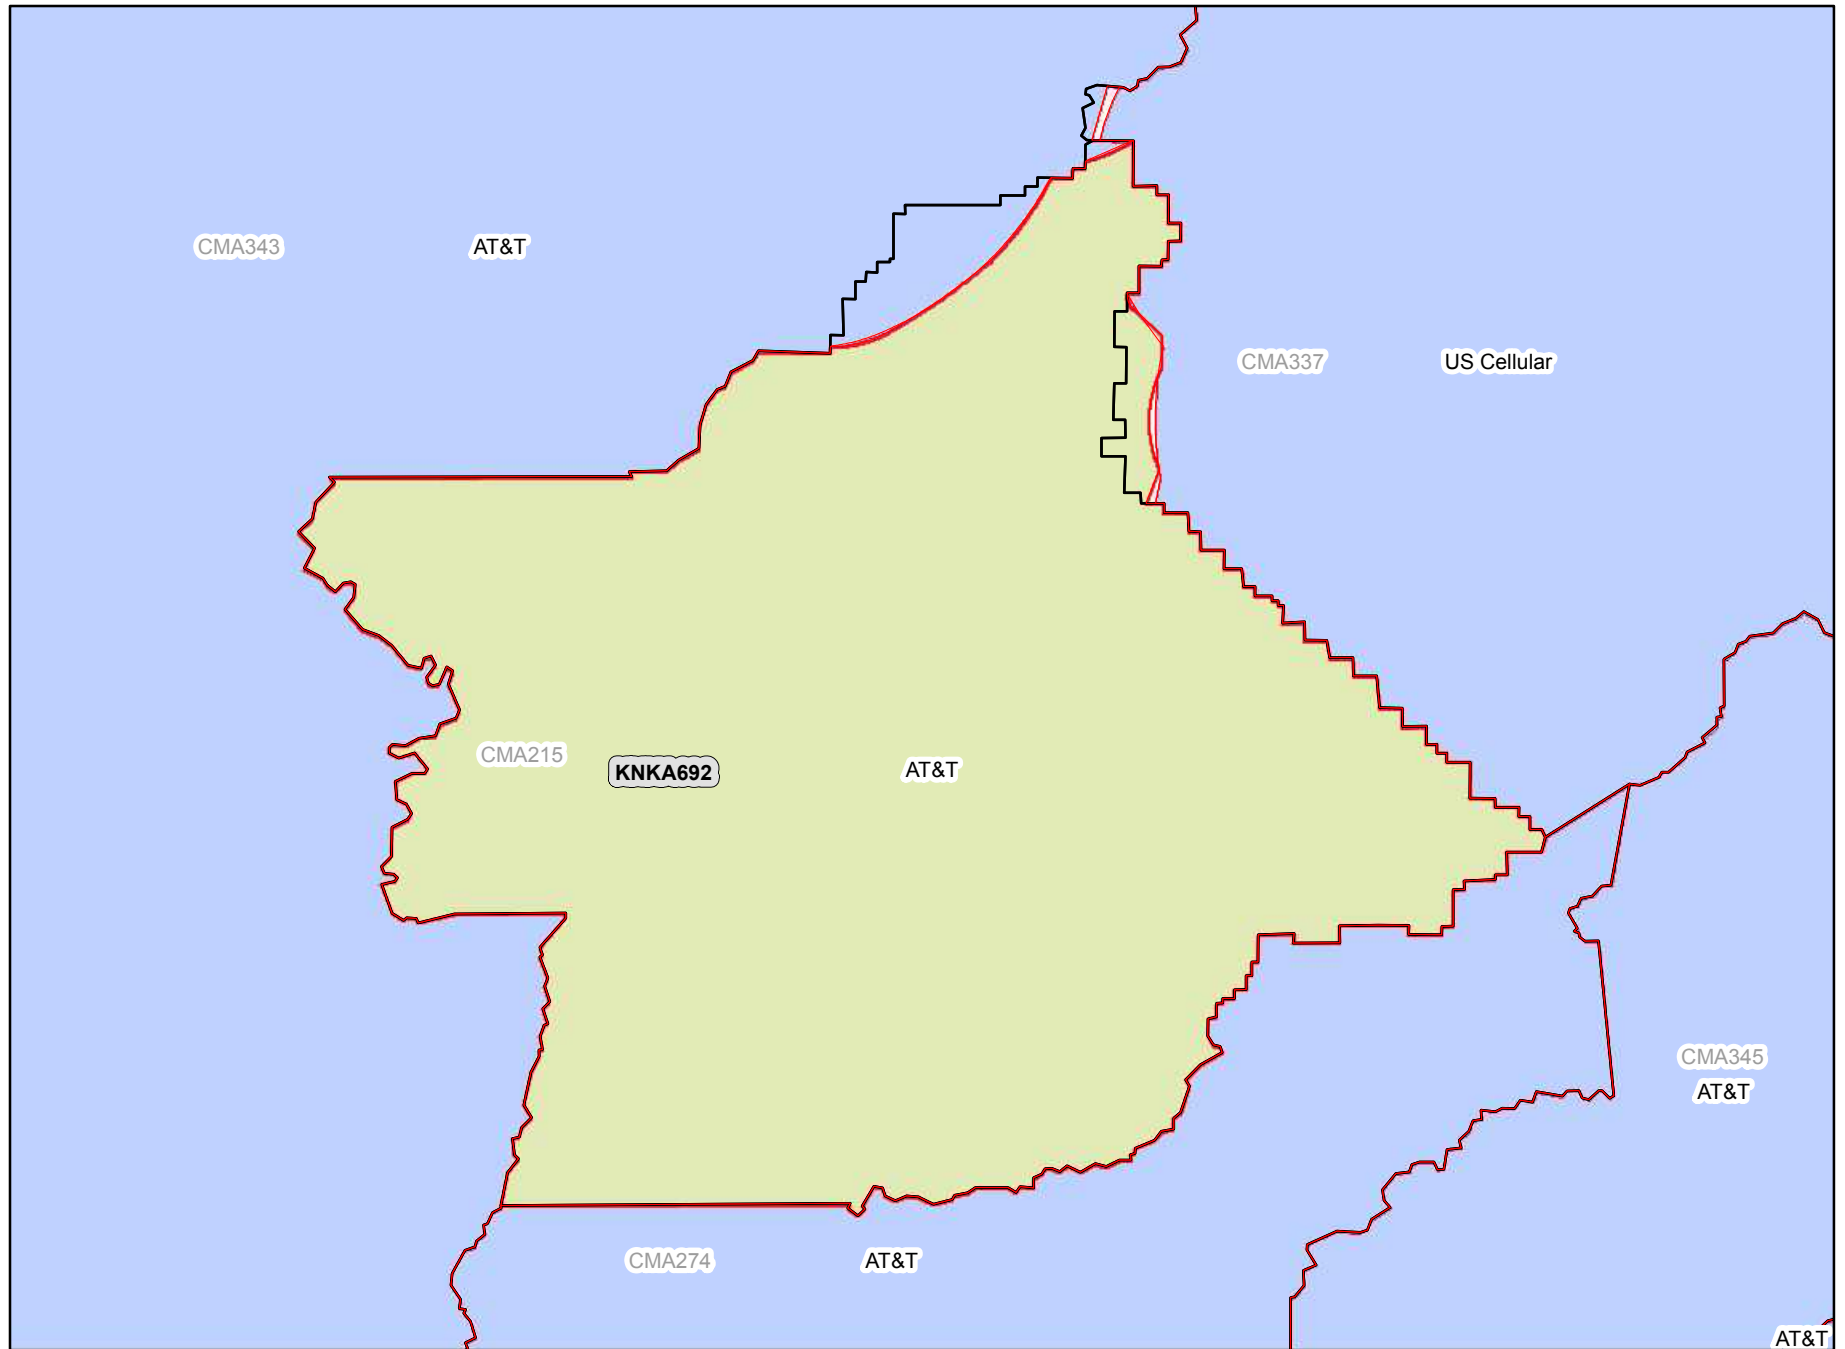 CMA343 AT&T
CMA337 US Cellular
CMA215 KNKA692 AT&T
CMA345
AT&T
CMA274 AT&T
AT&T